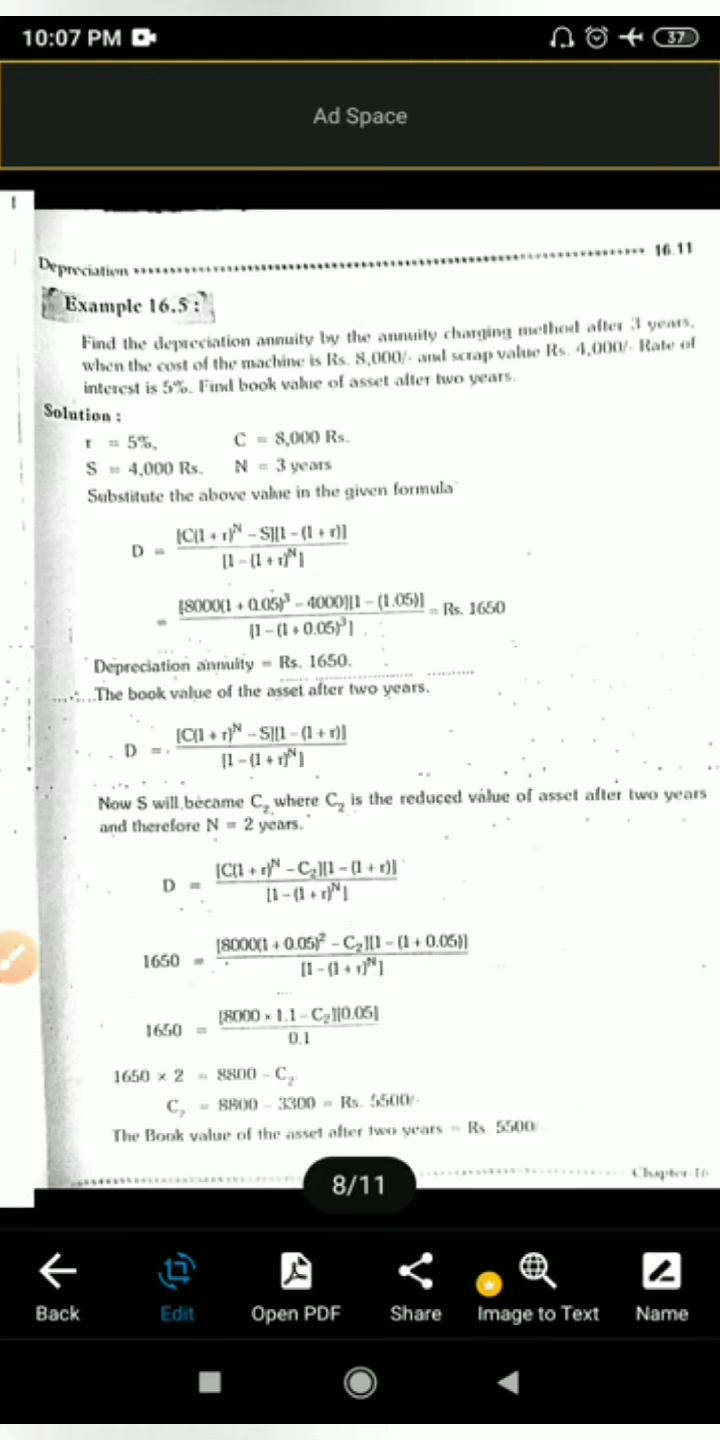 10:07 PM 37
Ad Space
1
Depreciation 16.11
Example 16.5 :
Find the depreciation annuity by the annuity charging method after 3 years,
when the cost of the machine is Rs. 8,000/- and scrap value Rs. 4,000/- Rate of
interest is 5%. Find book value of asset after two years.
Solution :
r = 5%, C = 8,000 Rs.
S = 4,000 Rs. N = 3 years
Substitute the above value in the given formula
D = [C(1 + r)^N – S][1 – (1 + r)] / [1 – (1 + r)^N]
= [8000(1 + 0.05)^3 – 4000][1 – (1.05)] / [1 – (1 + 0.05)^3] = Rs. 1650
Depreciation annuity = Rs. 1650.
The book value of the asset after two years.
D = [C(1 + r)^N – S][1 – (1 + r)] / [1 – (1 + r)^N]
Now S will became C₂ where C₂ is the reduced value of asset after two years
and therefore N = 2 years.
D = [C(1 + r)^N – C₂][1 – (1 + r)] / [1 – (1 + r)^N]
1650 = [8000(1 + 0.05)^2 – C₂][1 – (1 + 0.05)] / [1 – (1 + r)^N]
1650 = [8000 × 1.1 – C₂][0.05] / 0.1
1650 × 2 = 8800 – C₂
C₂ = 8800 – 3300 = Rs. 5500/-
The Book value of the asset after two years = Rs. 5500/-
Chapter-16
8/11
Back Edit Open PDF Share Image to Text Name